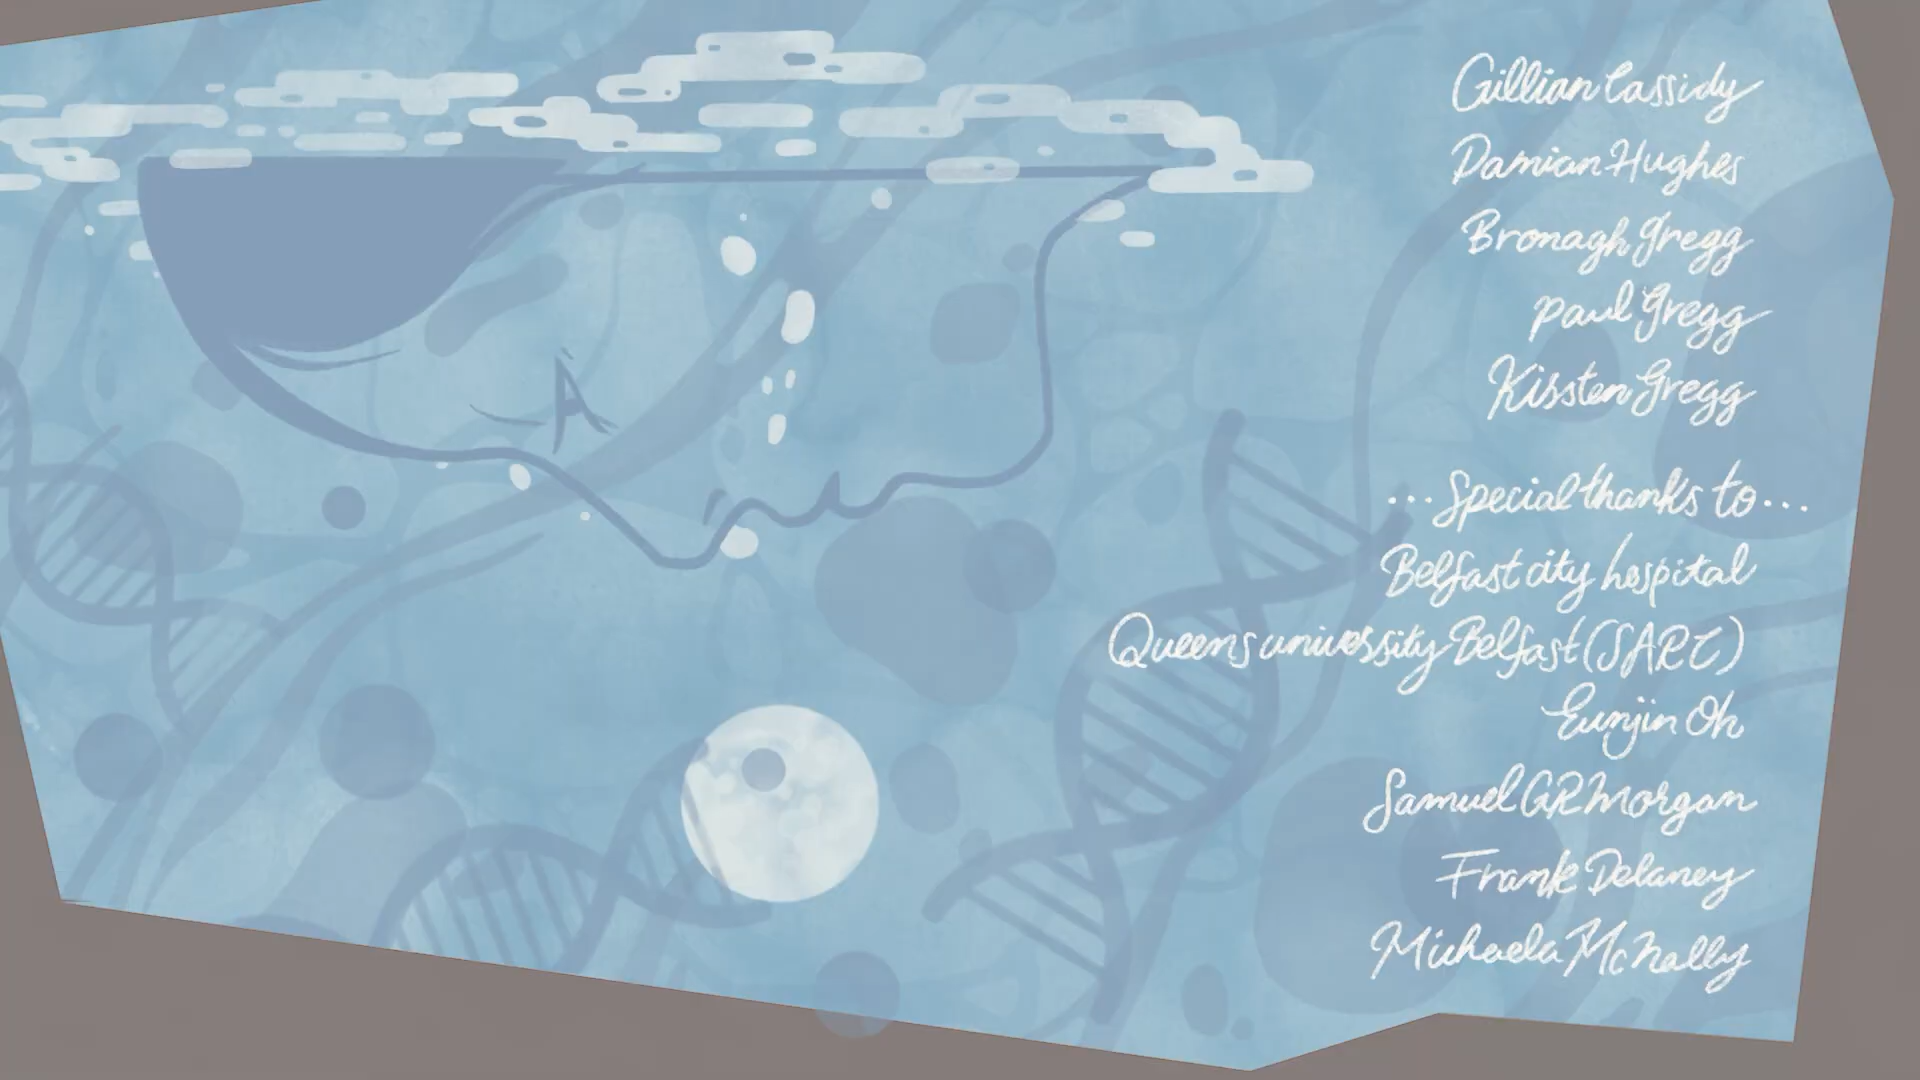 Gillian Cassidy
Damian Hughes
Bronagh Gregg
Paul Gregg
Kirsten Gregg
...Special thanks to...
Belfast city hospital
Queens university Belfast (SARC)
Eunjin Oh
Samuel GR Morgan
Frank Delaney
Michaela McNally